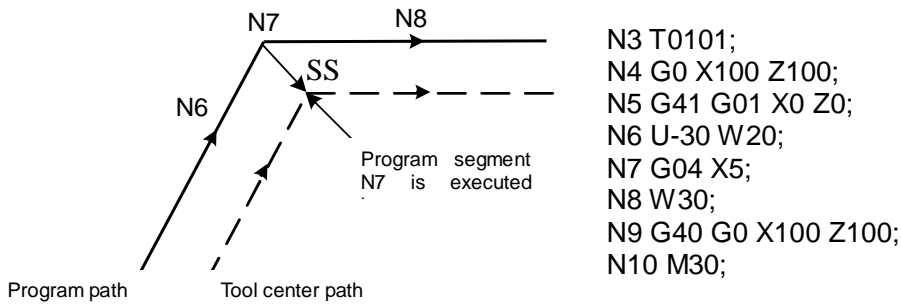 N7
N8
SS
N6
Program segment
N7 is executed
Program path
Tool center path
N3 T0101;
N4 G0 X100 Z100;
N5 G41 G01 X0 Z0;
N6 U-30 W20;
N7 G04 X5;
N8 W30;
N9 G40 G0 X100 Z100;
N10 M30;